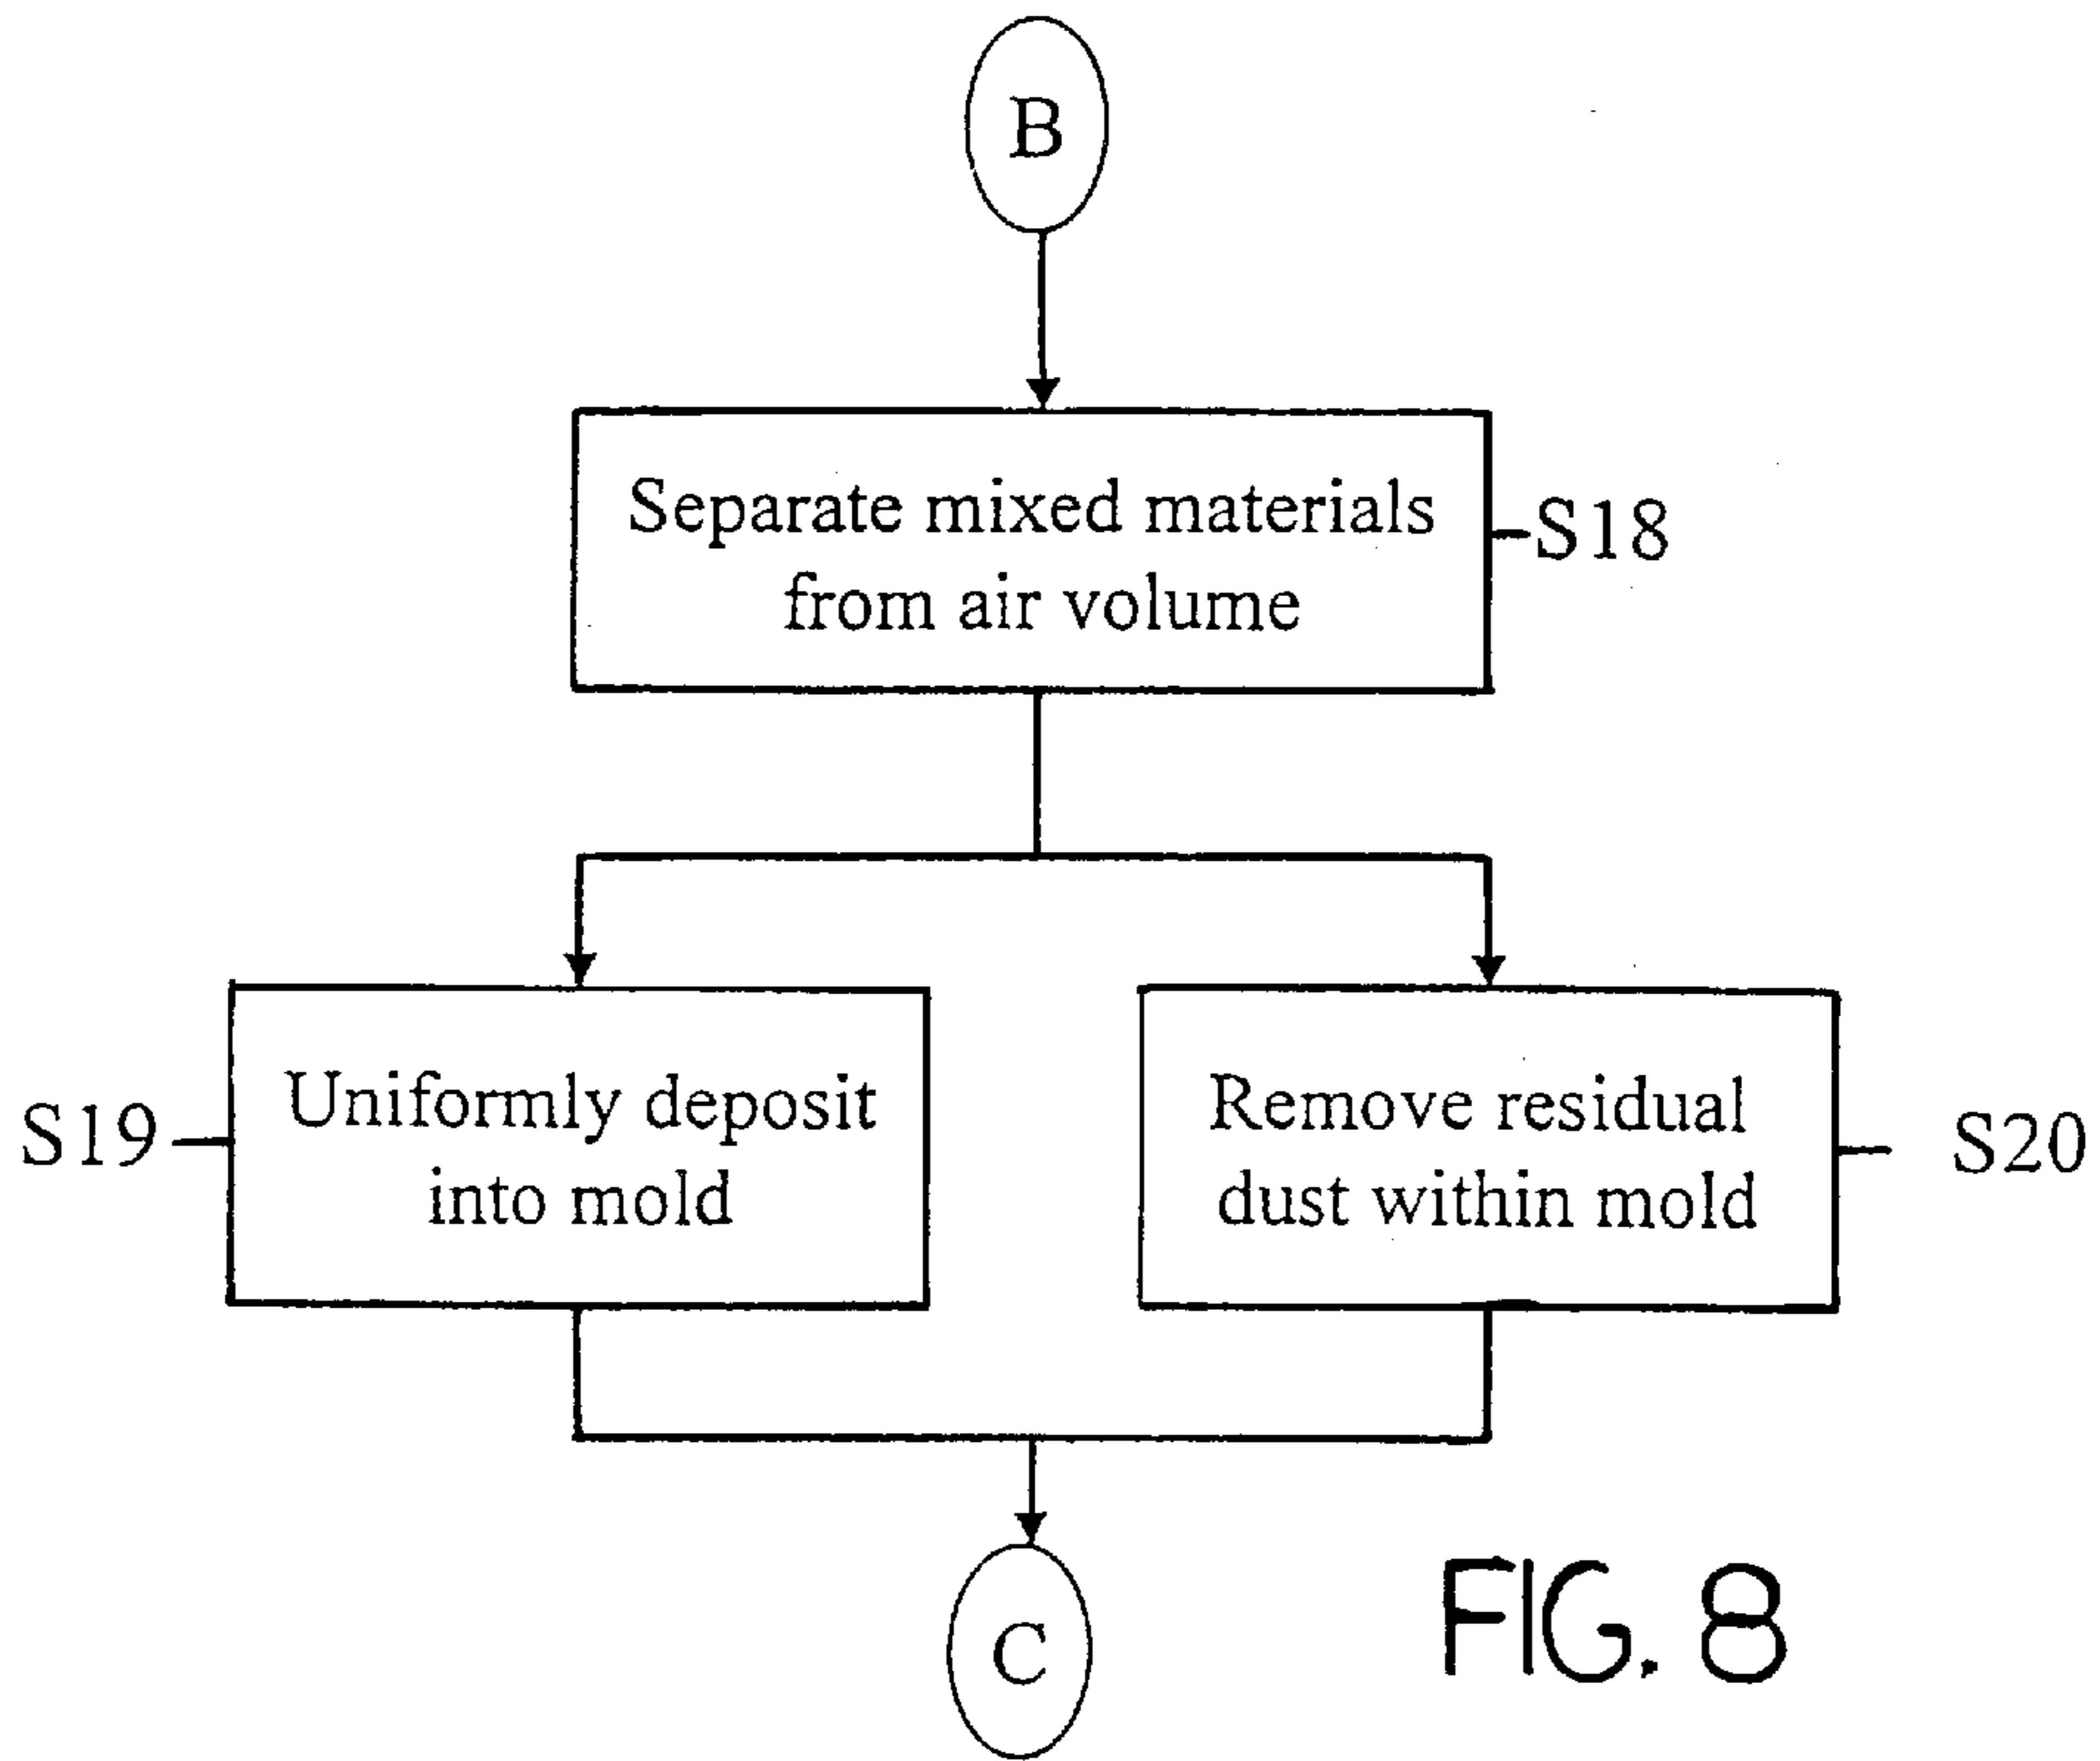 B
Separate mixed materials
from air volume
S18
S19
Uniformly deposit
into mold
Remove residual
dust within mold
S20
C
FIG. 8